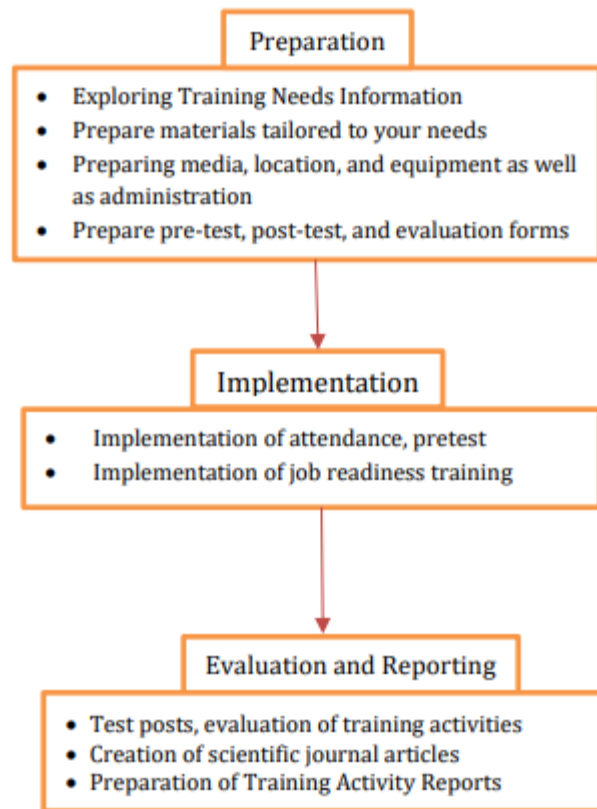 Preparation
• Exploring Training Needs Information
• Prepare materials tailored to your needs
• Preparing media, location, and equipment as well
as administration
• Prepare pre-test, post-test, and evaluation forms
Implementation
• Implementation of attendance, pretest
• Implementation of job readiness training
Evaluation and Reporting
• Test posts, evaluation of training activities
• Creation of scientific journal articles
• Preparation of Training Activity Reports